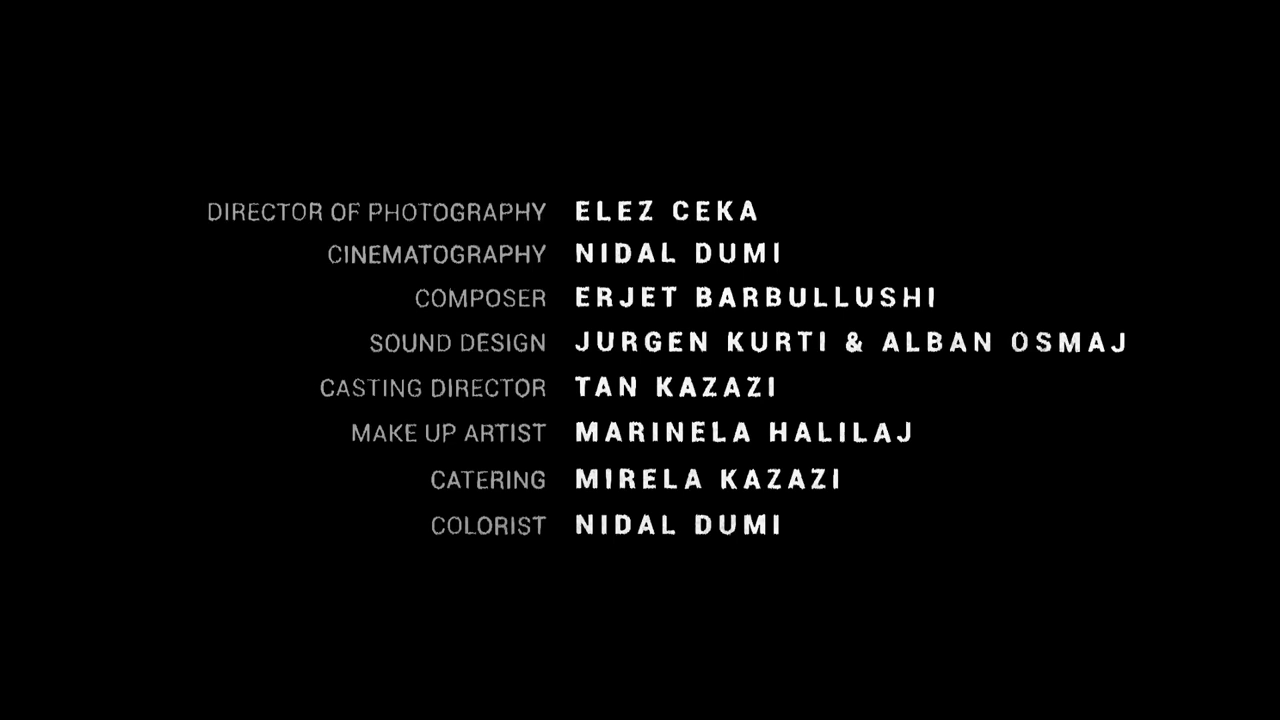 DIRECTOR OF PHOTOGRAPHY ELEZ CEKA
CINEMATOGRAPHY NIDAL DUMI
COMPOSER ERJET BARBULLUSHI
SOUND DESIGN JURGEN KURTI & ALBAN OSMAJ
CASTING DIRECTOR TAN KAZAZI
MAKE UP ARTIST MARINELA HALILAJ
CATERING MIRELA KAZAZI
COLORIST NIDAL DUMI